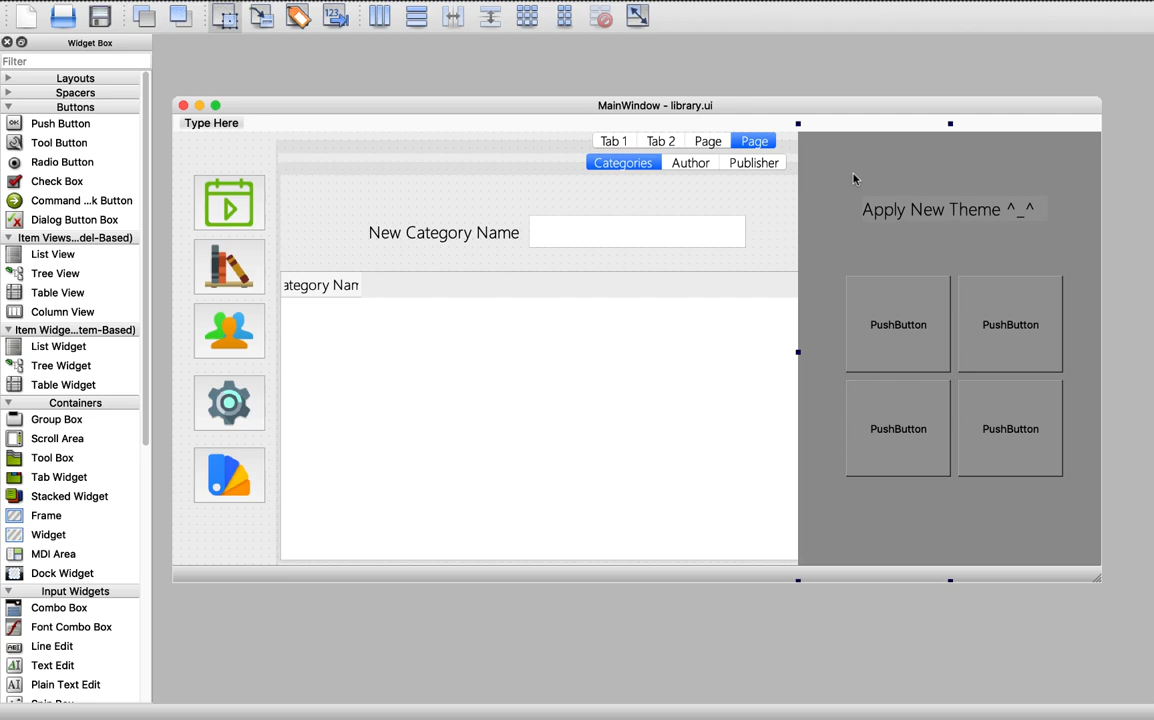 123
Widget Box
Filter
Layouts
Spacers
Buttons
Push Button
Tool Button
Radio Button
Check Box
Command ...k Button
Dialog Button Box
Item Views...del-Based)
List View
Tree View
Table View
Column View
Item Widge...tem-Based)
List Widget
Tree Widget
Table Widget
Containers
Group Box
Scroll Area
Tool Box
Tab Widget
Stacked Widget
Frame
Widget
MDI Area
Dock Widget
Input Widgets
Combo Box
Font Combo Box
Line Edit
Text Edit
Plain Text Edit
MainWindow - library.ui
Type Here
Tab 1 Tab 2 Page Page
Categories Author Publisher
New Category Name
ategory Nam
Apply New Theme ^_^
PushButton PushButton
PushButton PushButton